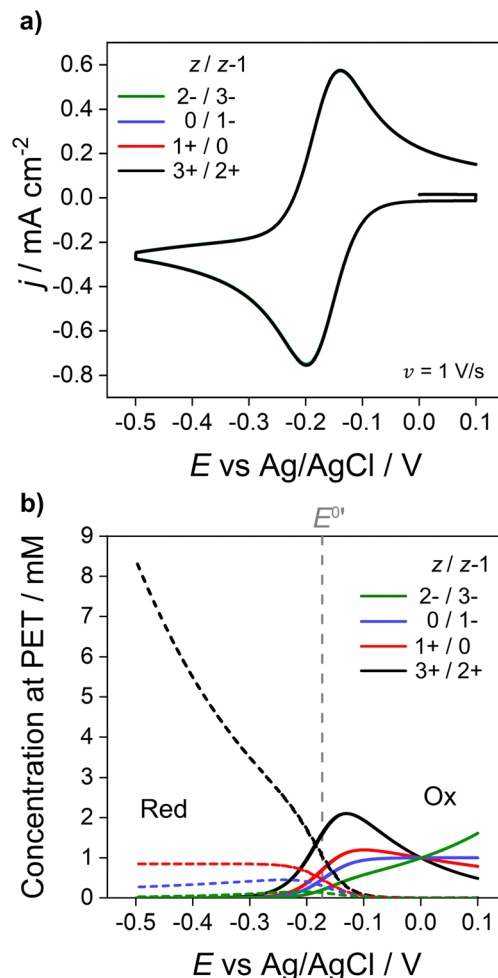 a)
z / z-1
2- / 3-
0 / 1-
1+ / 0
3+ / 2+
j / mA cm⁻²
0.6
0.4
0.2
0.0
-0.2
-0.4
-0.6
-0.8
v = 1 V/s
-0.5 -0.4 -0.3 -0.2 -0.1 0.0 0.1
E vs Ag/AgCl / V
b)
E⁰'
z / z-1
2- / 3-
0 / 1-
1+ / 0
3+ / 2+
Concentration at PET / mM
9
8
7
6
5
4
3
2
1
0
Red
Ox
-0.5 -0.4 -0.3 -0.2 -0.1 0.0 0.1
E vs Ag/AgCl / V